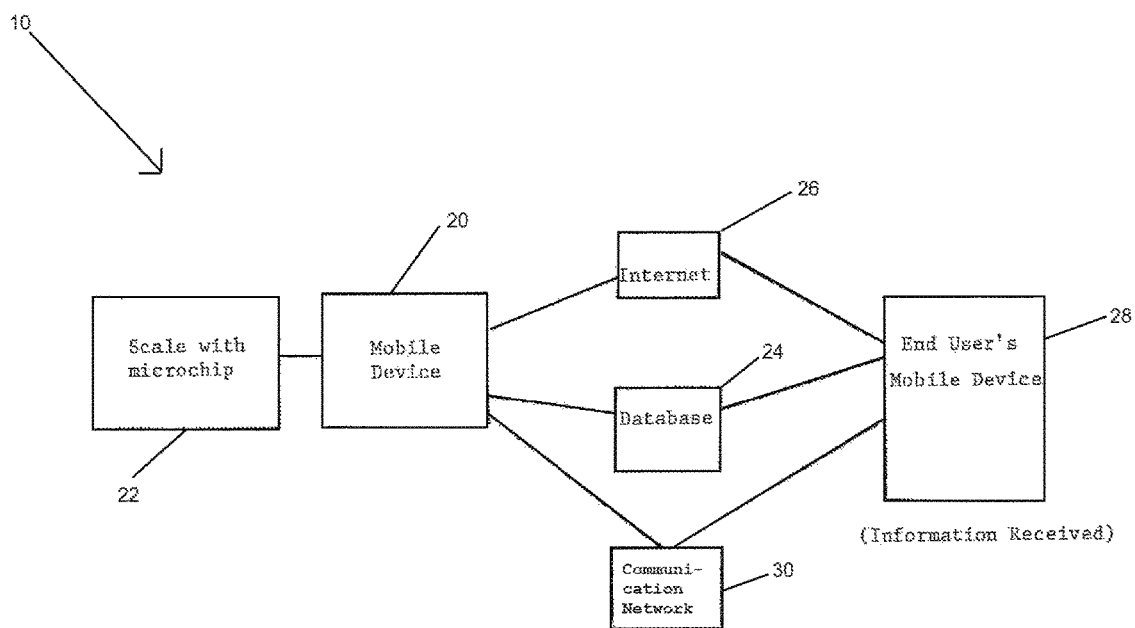 10
20
26
Internet
Scale with
microchip
Mobile
Device
24
Database
End User's
Mobile Device
28
22
(Information Received)
Communi-
cation
Network
30